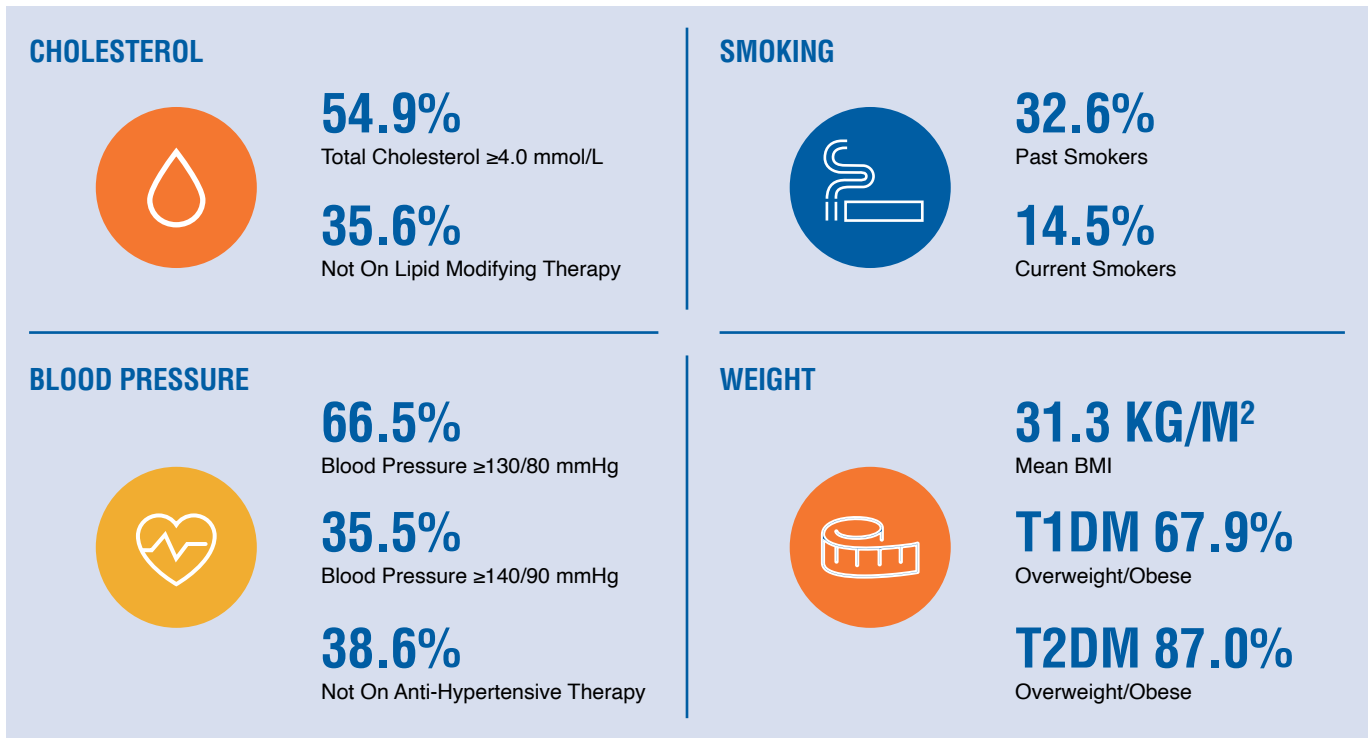 CHOLESTEROL
54.9%
Total Cholesterol ≥4.0 mmol/L
35.6%
Not On Lipid Modifying Therapy
SMOKING
32.6%
Past Smokers
14.5%
Current Smokers
BLOOD PRESSURE
66.5%
Blood Pressure ≥130/80 mmHg
35.5%
Blood Pressure ≥140/90 mmHg
38.6%
Not On Anti-Hypertensive Therapy
WEIGHT
31.3 KG/M²
Mean BMI
T1DM 67.9%
Overweight/Obese
T2DM 87.0%
Overweight/Obese